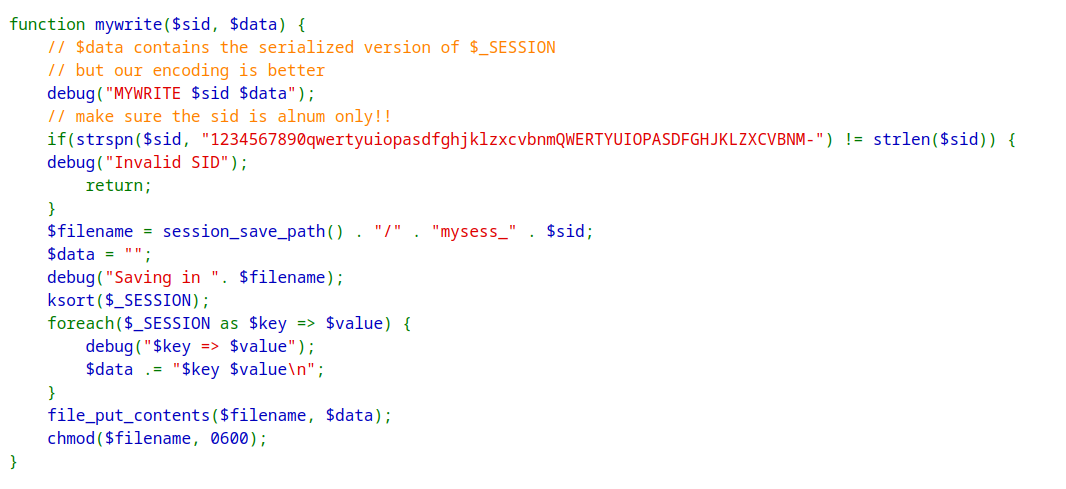 function mywrite($sid, $data) {
    // $data contains the serialized version of $_SESSION
    // but our encoding is better
    debug("MYWRITE $sid $data");
    // make sure the sid is alnum only!!
    if(strspn($sid, "1234567890qwertyuiopasdfghjklzxcvbnmQWERTYUIOPASDFGHJKLZXCVBNM-") != strlen($sid)) {
    debug("Invalid SID");
        return;
    }
    $filename = session_save_path() . "/" . "mysess_" . $sid;
    $data = "";
    debug("Saving in ". $filename);
    ksort($_SESSION);
    foreach($_SESSION as $key => $value) {
        debug("$key => $value");
        $data .= "$key $value\n";
    }
    file_put_contents($filename, $data);
    chmod($filename, 0600);
}